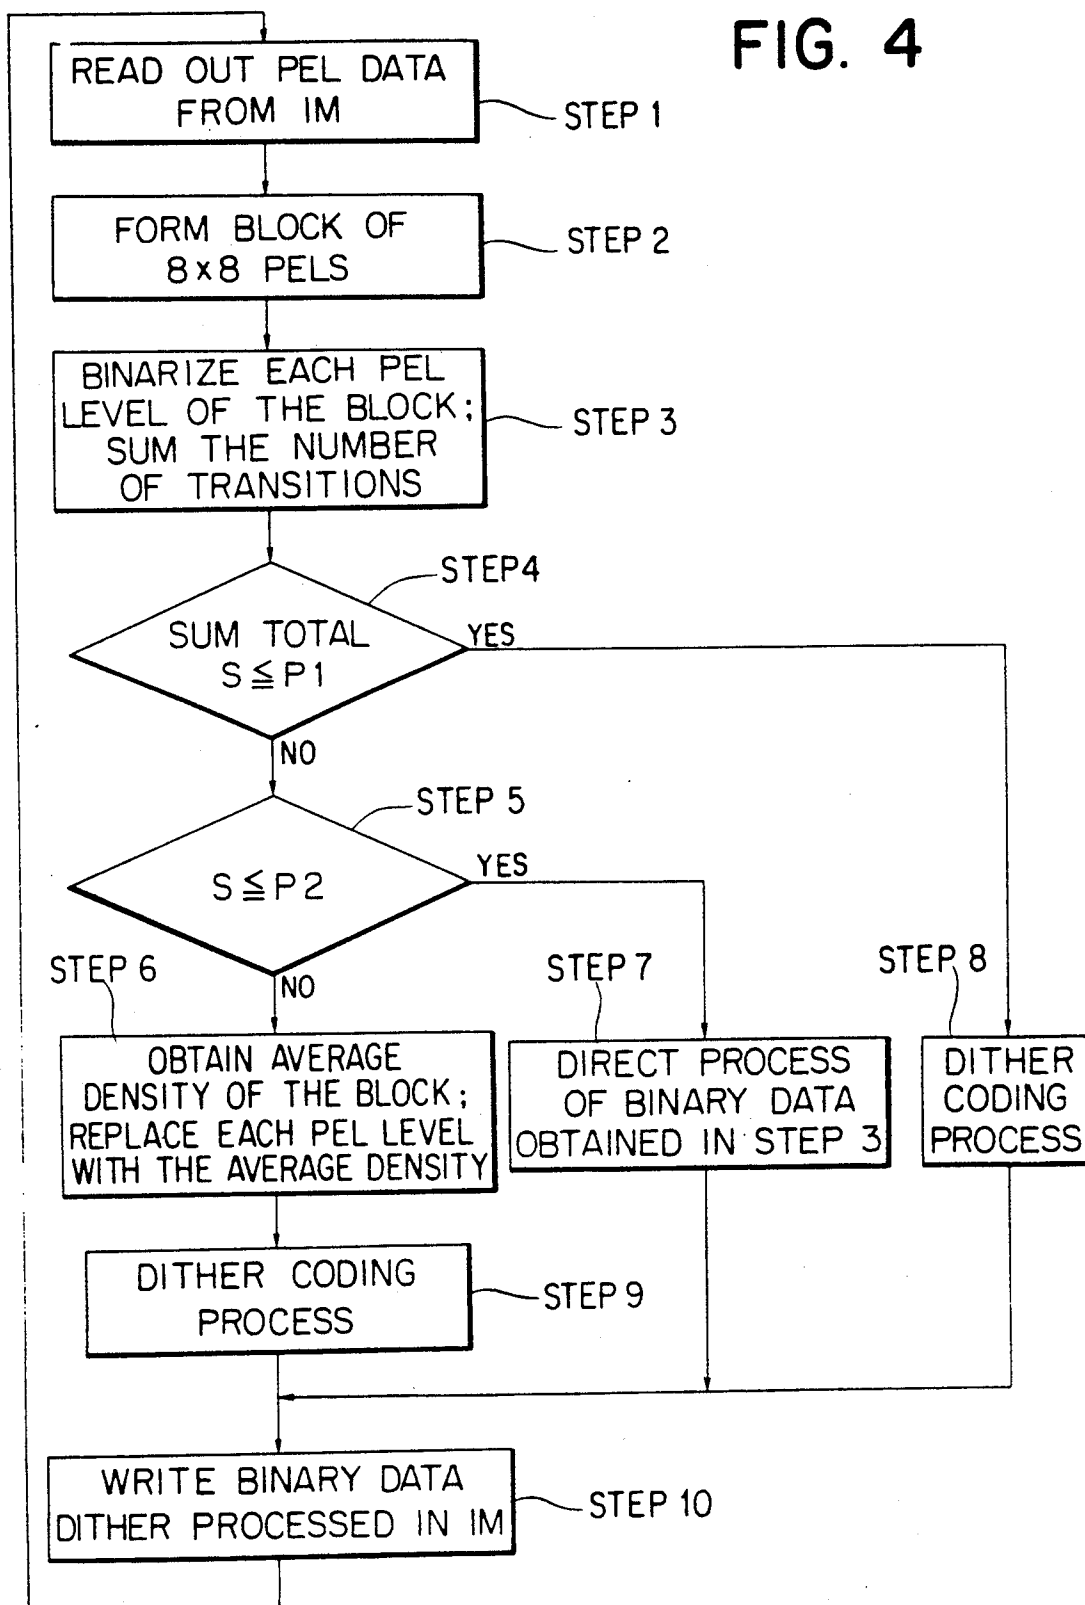 FIG. 4
READ OUT PEL DATA
FROM IM
STEP 1
FORM BLOCK OF
8×8 PELS
STEP 2
BINARIZE EACH PEL
LEVEL OF THE BLOCK;
SUM THE NUMBER
OF TRANSITIONS
STEP 3
STEP4
SUM TOTAL
S≦P1
YES
NO
STEP 5
S≦P2
YES
NO
STEP 6
OBTAIN AVERAGE
DENSITY OF THE BLOCK;
REPLACE EACH PEL LEVEL
WITH THE AVERAGE DENSITY
STEP 7
DIRECT PROCESS
OF BINARY DATA
OBTAINED IN STEP 3
STEP 8
DITHER
CODING
PROCESS
DITHER CODING
PROCESS
STEP 9
WRITE BINARY DATA
DITHER PROCESSED IN IM
STEP 10